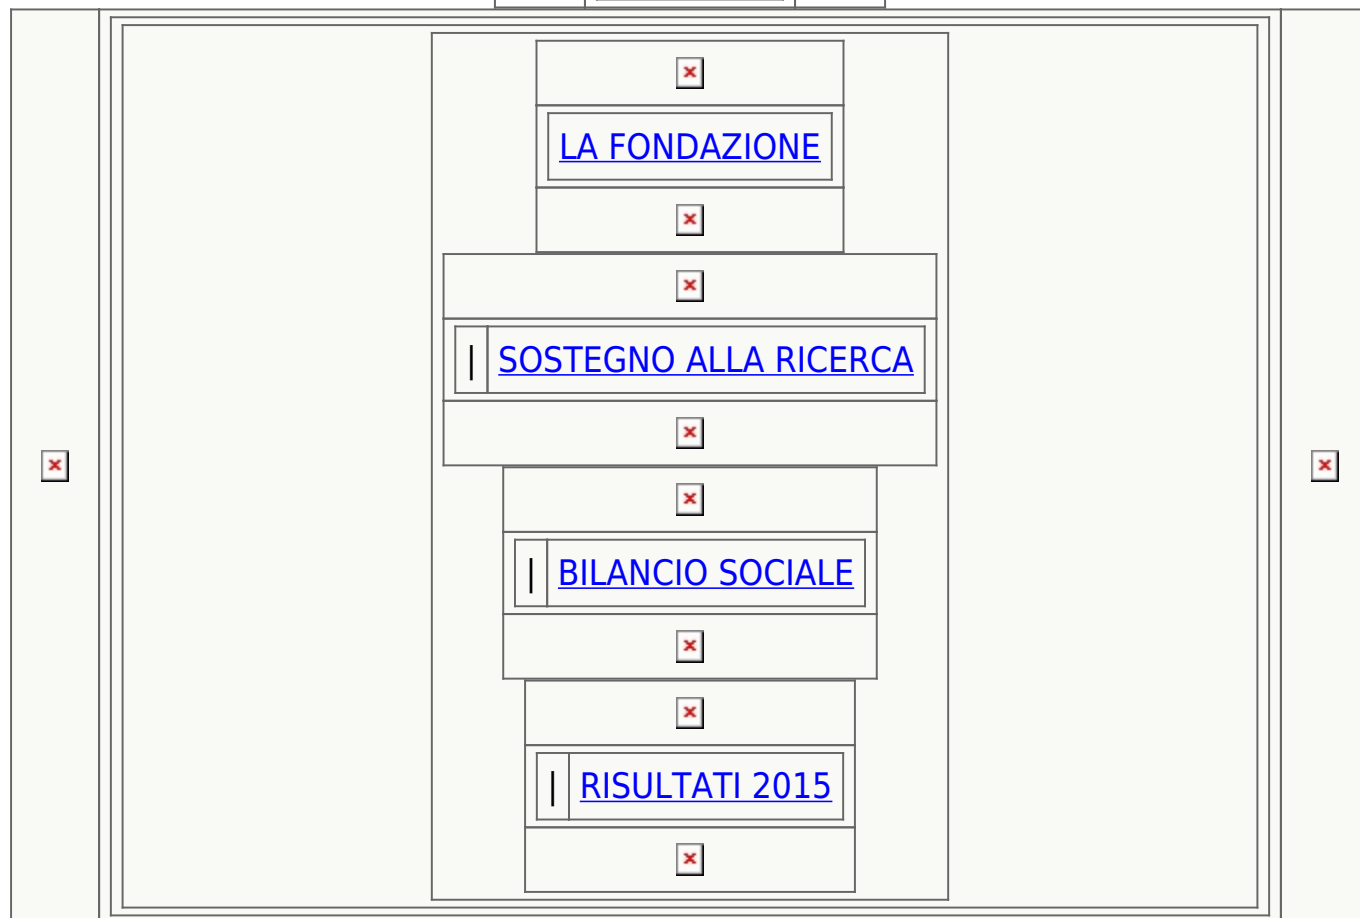 LA FONDAZIONE
| SOSTEGNO ALLA RICERCA
| BILANCIO SOCIALE
| RISULTATI 2015